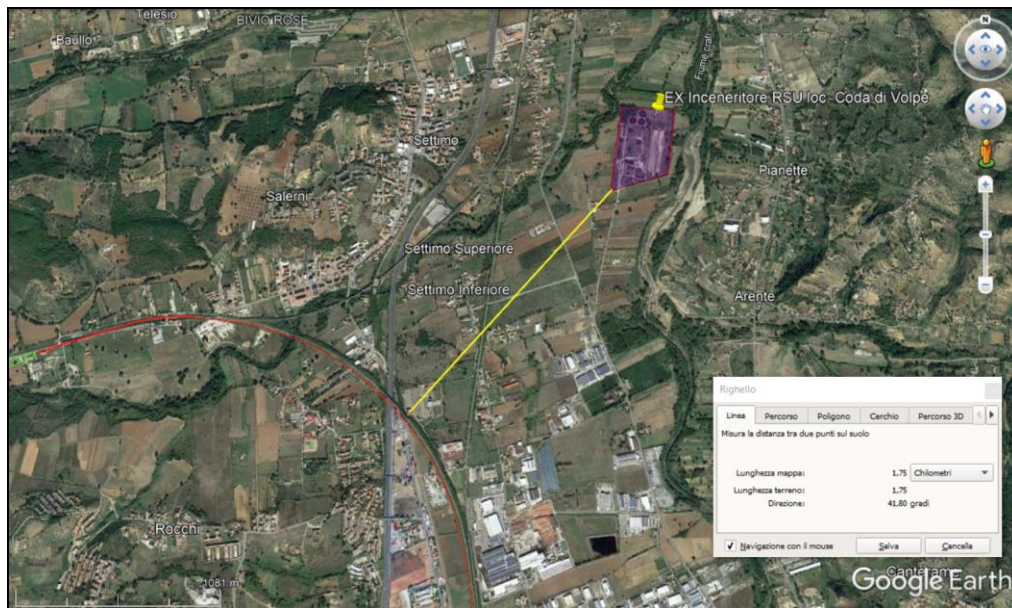 Telesio
BIVIO ROSE
Baullo
N
Fiume crati
EX Inceneritore RSU loc. Coda di Volpe
Settimo
Pianette
Salerni
Settimo Superiore
Settimo Inferiore
Arente
Righello
Linea Percorso Poligono Cerchio Percorso 3D
Misura la distanza tra due punti sul suolo
Lunghezza mappa: 1,75 Chilometri
Lunghezza terreno: 1,75
Direzione: 41,80 gradi
Navigazione con il mouse Salva Cancella
Rocchi
1081 m
Google Earth